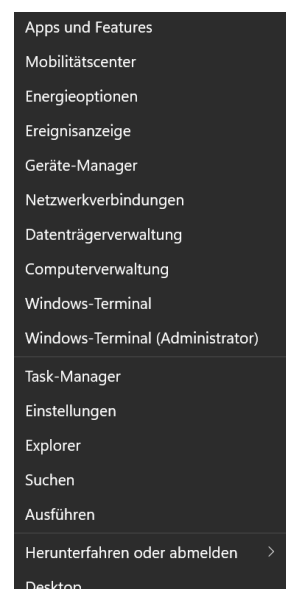 Apps und Features
Mobilitätscenter
Energieoptionen
Ereignisanzeige
Geräte-Manager
Netzwerkverbindungen
Datenträgerverwaltung
Computerverwaltung
Windows-Terminal
Windows-Terminal (Administrator)
Task-Manager
Einstellungen
Explorer
Suchen
Ausführen
Herunterfahren oder abmelden
Desktop